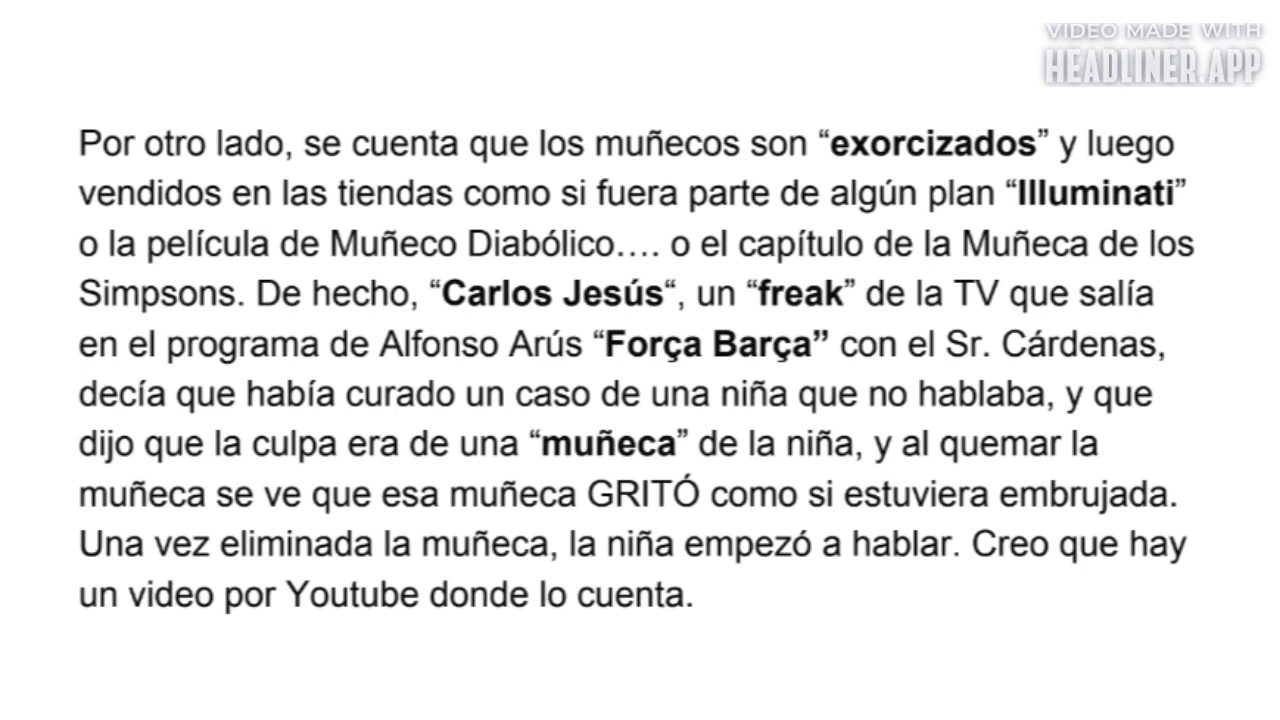 VIDEO MADE WITH
HEADLINER.APP
Por otro lado, se cuenta que los muñecos son “exorcizados” y luego
vendidos en las tiendas como si fuera parte de algún plan “Illuminati”
o la película de Muñeco Diabólico…. o el capítulo de la Muñeca de los
Simpsons. De hecho, “Carlos Jesús“, un “freak” de la TV que salía
en el programa de Alfonso Arús “Força Barça” con el Sr. Cárdenas,
decía que había curado un caso de una niña que no hablaba, y que
dijo que la culpa era de una “muñeca” de la niña, y al quemar la
muñeca se ve que esa muñeca GRITÓ como si estuviera embrujada.
Una vez eliminada la muñeca, la niña empezó a hablar. Creo que hay
un video por Youtube donde lo cuenta.